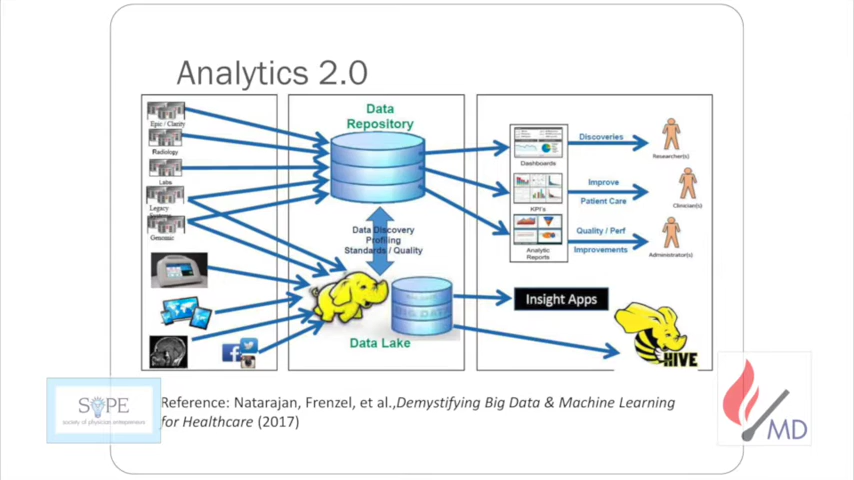 Analytics 2.0
Epic / Clarity
Radiology
Labs
Legacy
Genomic
Data
Repository
Data Discovery
Profiling
Standards / Quality
BIG DATA
Data Lake
Dashboards
KPI's
Analytic
Reports
Discoveries
Improve
Patient Care
Quality / Perf
Improvements
Researcher(s)
Clinician(s)
Administrator(s)
Insight Apps
HIVE
Reference: Natarajan, Frenzel, et al.,Demystifying Big Data & Machine Learning
for Healthcare (2017)
S PE
society of physician entrepreneurs
MD